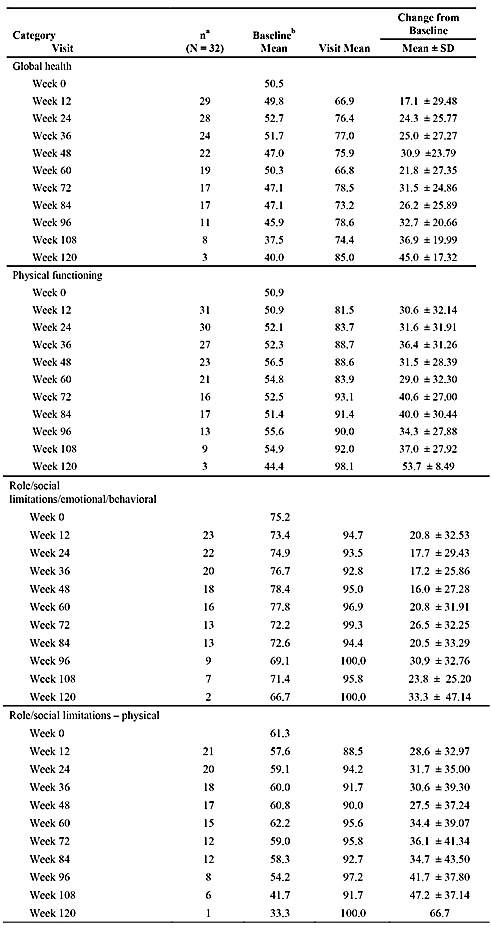 Change from
Category nᵃ Baselineᵇ Baseline
Visit (N = 32) Mean Visit Mean Mean ± SD
Global health
Week 0 50.5
Week 12 29 49.8 66.9 17.1 ± 29.48
Week 24 28 52.7 76.4 24.3 ± 25.77
Week 36 24 51.7 77.0 25.0 ± 27.27
Week 48 22 47.0 75.9 30.9 ±23.79
Week 60 19 50.3 66.8 21.8 ± 27.35
Week 72 17 47.1 78.5 31.5 ± 24.86
Week 84 17 47.1 73.2 26.2 ± 25.89
Week 96 11 45.9 78.6 32.7 ± 20.66
Week 108 8 37.5 74.4 36.9 ± 19.99
Week 120 3 40.0 85.0 45.0 ± 17.32
Physical functioning
Week 0 50.9
Week 12 31 50.9 81.5 30.6 ± 32.14
Week 24 30 52.1 83.7 31.6 ± 31.91
Week 36 27 52.3 88.7 36.4 ± 31.26
Week 48 23 56.5 88.6 31.5 ± 28.39
Week 60 21 54.8 83.9 29.0 ± 32.30
Week 72 16 52.5 93.1 40.6 ± 27.00
Week 84 17 51.4 91.4 40.0 ± 30.44
Week 96 13 55.6 90.0 34.3 ± 27.88
Week 108 9 54.9 92.0 37.0 ± 27.92
Week 120 3 44.4 98.1 53.7 ± 8.49
Role/social
limitations/emotional/behavioral
Week 0 75.2
Week 12 23 73.4 94.7 20.8 ± 32.53
Week 24 22 74.9 93.5 17.7 ± 29.43
Week 36 20 76.7 92.8 17.2 ± 25.86
Week 48 18 78.4 95.0 16.0 ± 27.28
Week 60 16 77.8 96.9 20.8 ± 31.91
Week 72 13 72.2 99.3 26.5 ± 32.25
Week 84 13 72.6 94.4 20.5 ± 33.29
Week 96 9 69.1 100.0 30.9 ± 32.76
Week 108 7 71.4 95.8 23.8 ± 25.20
Week 120 2 66.7 100.0 33.3 ± 47.14
Role/social limitations – physical
Week 0 61.3
Week 12 21 57.6 88.5 28.6 ± 32.97
Week 24 20 59.1 94.2 31.7 ± 35.00
Week 36 18 60.0 91.7 30.6 ± 39.30
Week 48 17 60.8 90.0 27.5 ± 37.24
Week 60 15 62.2 95.6 34.4 ± 39.07
Week 72 12 59.0 95.8 36.1 ± 41.34
Week 84 12 58.3 92.7 34.7 ± 43.50
Week 96 8 54.2 97.2 41.7 ± 37.80
Week 108 6 41.7 91.7 47.2 ± 37.14
Week 120 1 33.3 100.0 66.7